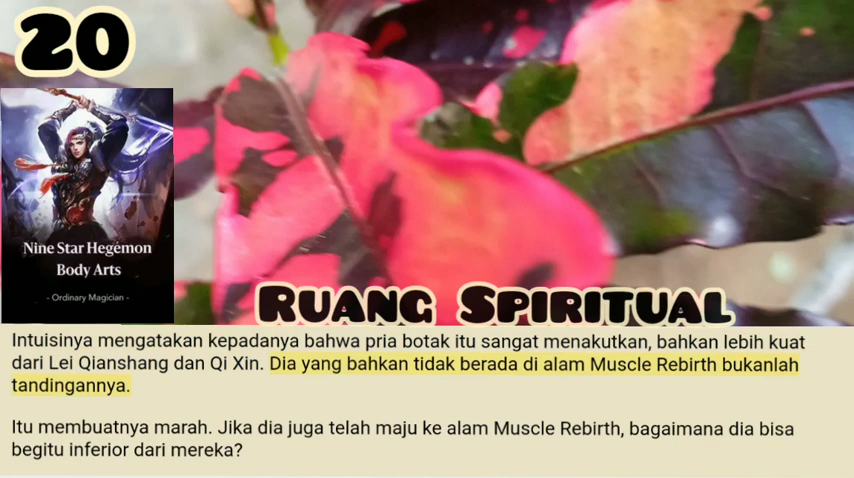 20
Nine Star Hegemon
Body Arts
- Ordinary Magician -
Ruang Spiritual
Intuisinya mengatakan kepadanya bahwa pria botak itu sangat menakutkan, bahkan lebih kuat
dari Lei Qianshang dan Qi Xin. Dia yang bahkan tidak berada di alam Muscle Rebirth bukanlah
tandingannya.
Itu membuatnya marah. Jika dia juga telah maju ke alam Muscle Rebirth, bagaimana dia bisa
begitu inferior dari mereka?